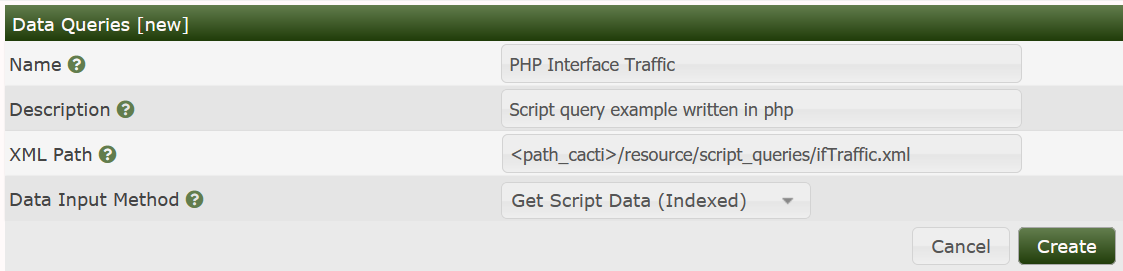 Data Queries [new]
Name ? PHP Interface Traffic
Description ? Script query example written in php
XML Path ? <path_cacti>/resource/script_queries/ifTraffic.xml
Data Input Method ? Get Script Data (Indexed)
Cancel Create